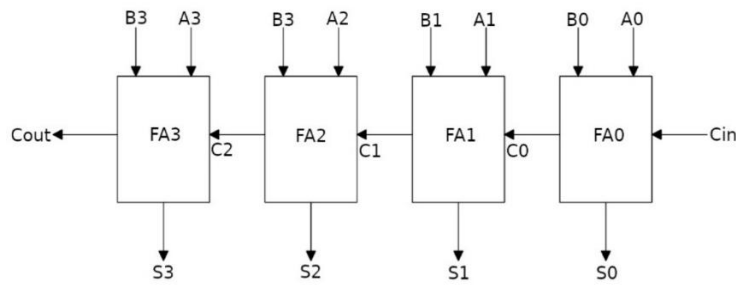 B3 A3 B3 A2 B1 A1 B0 A0
Cout FA3 C2 FA2 C1 FA1 C0 FA0 Cin
S3 S2 S1 S0